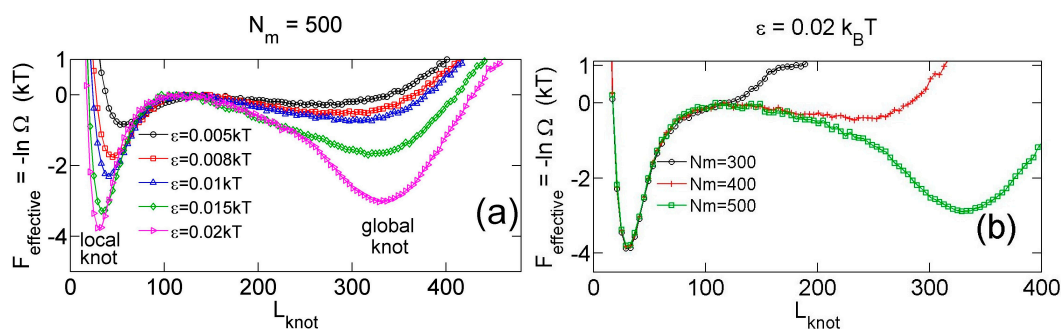 N_m = 500
F_effective = -ln Ω (kT)
1
0
-2
-4
0
100
200
300
400
L_knot
ε=0.005kT
ε=0.008kT
ε=0.01kT
ε=0.015kT
ε=0.02kT
local
knot
global
knot
(a)
ε = 0.02 k_BT
F_effective = -ln Ω (kT)
1
0
-2
-4
0
100
200
300
400
L_knot
Nm=300
Nm=400
Nm=500
(b)